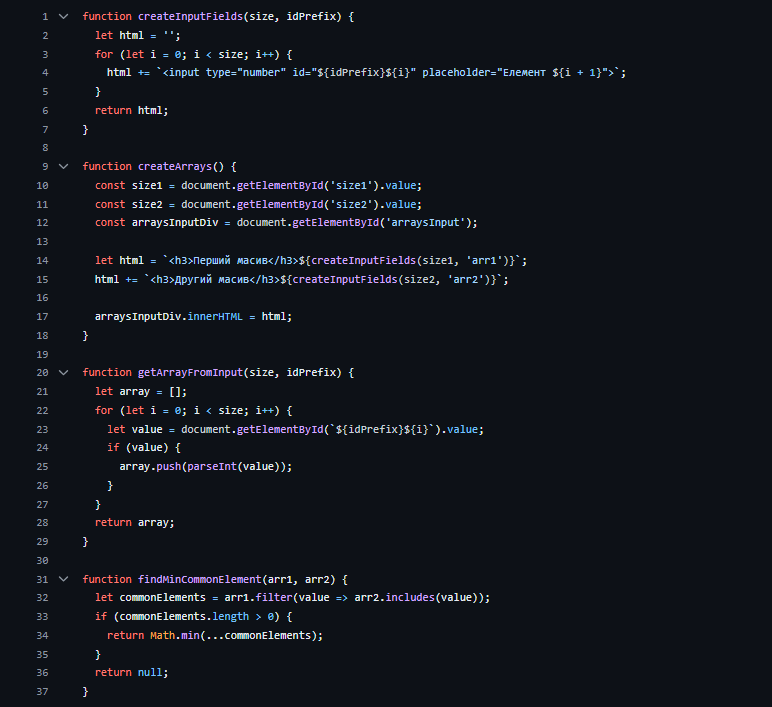 1 function createInputFields(size, idPrefix) {
2 let html = '';
3 for (let i = 0; i < size; i++) {
4 html += `<input type="number" id="${idPrefix}${i}" placeholder="Елемент ${i + 1}">`;
5 }
6 return html;
7 }
8
9 function createArrays() {
10 const size1 = document.getElementById('size1').value;
11 const size2 = document.getElementById('size2').value;
12 const arraysInputDiv = document.getElementById('arraysInput');
13
14 let html = `<h3>Перший масив</h3>${createInputFields(size1, 'arr1')}`;
15 html += `<h3>Другий масив</h3>${createInputFields(size2, 'arr2')}`;
16
17 arraysInputDiv.innerHTML = html;
18 }
19
20 function getArrayFromInput(size, idPrefix) {
21 let array = [];
22 for (let i = 0; i < size; i++) {
23 let value = document.getElementById(`${idPrefix}${i}`).value;
24 if (value) {
25 array.push(parseInt(value));
26 }
27 }
28 return array;
29 }
30
31 function findMinCommonElement(arr1, arr2) {
32 let commonElements = arr1.filter(value => arr2.includes(value));
33 if (commonElements.length > 0) {
34 return Math.min(...commonElements);
35 }
36 return null;
37 }